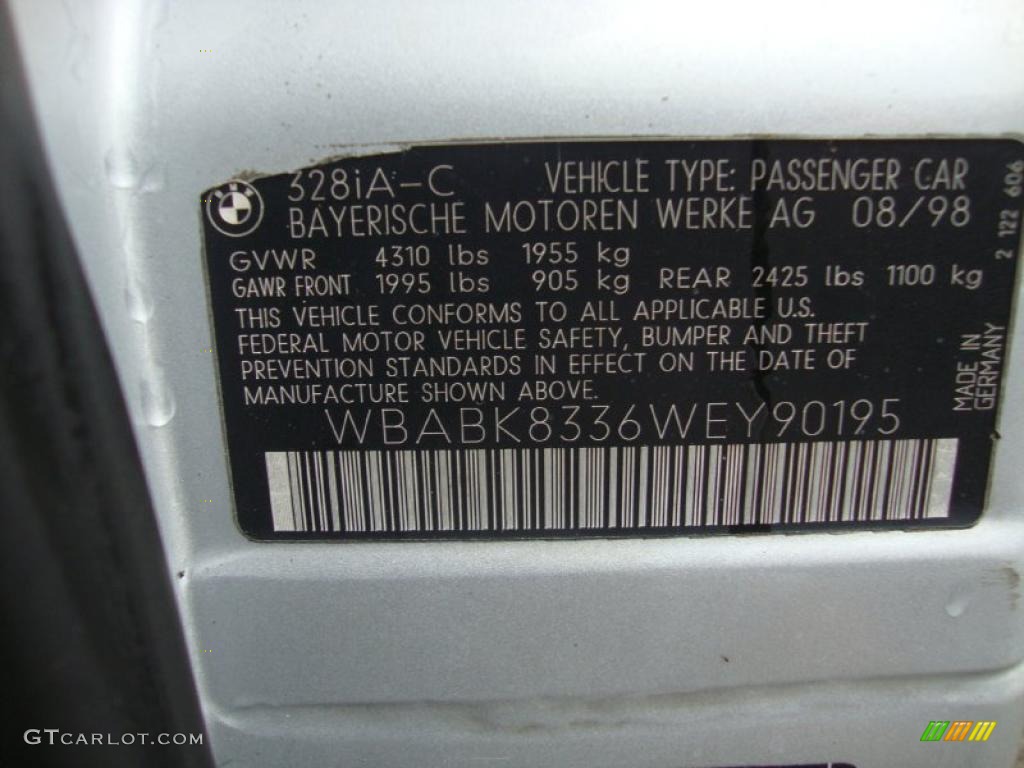 BMW
328iA-C VEHICLE TYPE: PASSENGER CAR
BAYERISCHE MOTOREN WERKE AG 08/98
GVWR 4310 lbs 1955 kg
GAWR FRONT 1995 lbs 905 kg REAR 2425 lbs 1100 kg
THIS VEHICLE CONFORMS TO ALL APPLICABLE U.S.
FEDERAL MOTOR VEHICLE SAFETY, BUMPER AND THEFT
PREVENTION STANDARDS IN EFFECT ON THE DATE OF
MANUFACTURE SHOWN ABOVE.
WBABK8336WEY90195
2 122 606
MADE IN
GERMANY
GTCARLOT.COM